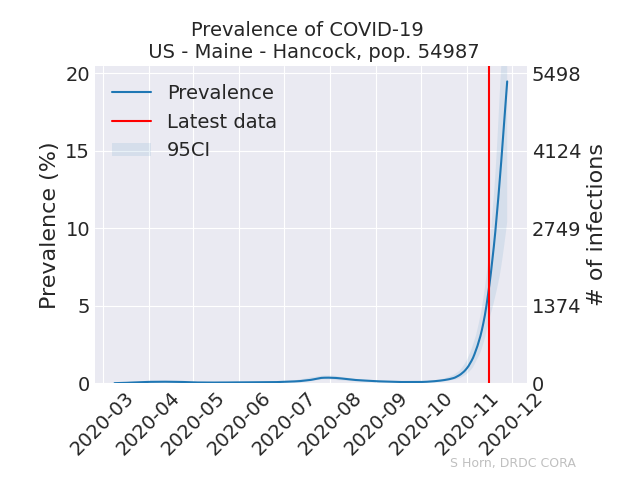 Prevalence of COVID-19
US - Maine - Hancock, pop. 54987
Prevalence (%)
20
15
10
5
0
Prevalence
Latest data
95CI
5498
4124
2749
1374
0
# of infections
2020-03
2020-04
2020-05
2020-06
2020-07
2020-08
2020-09
2020-10
2020-11
2020-12
S Horn, DRDC CORA